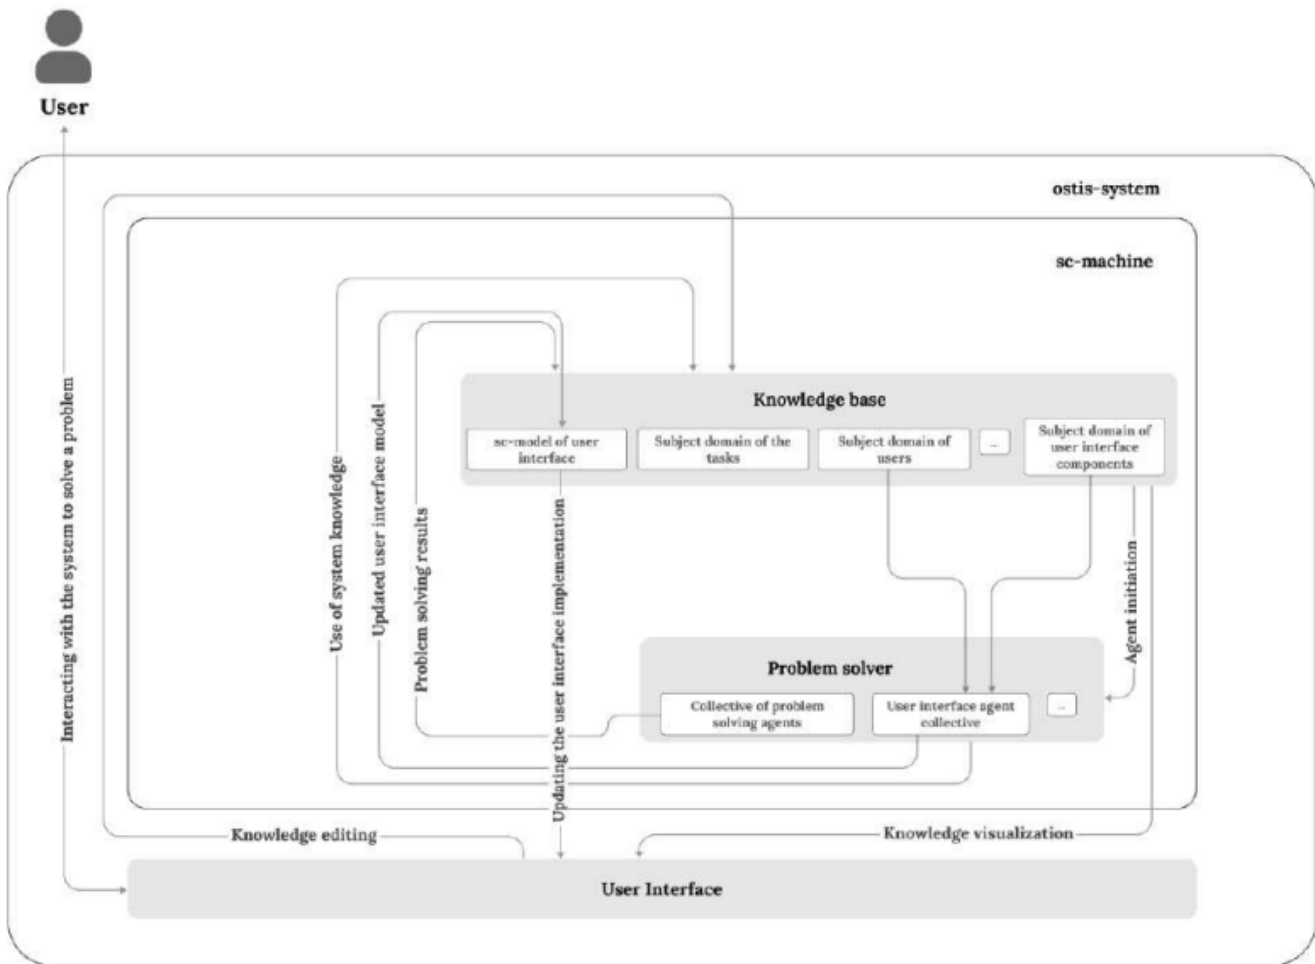 User
ostis-system
sc-machine
Knowledge base
sc-model of user
interface
Subject domain of the
tasks
Subject domain of
users
...
Subject domain of
user interface
components
Interacting with the system to solve a problem
Use of system knowledge
Updated user interface model
Problem solving results
Updating the user interface implementation
Agent initiation
Problem solver
Collective of problem
solving agents
User interface agent
collective
...
Knowledge editing
Knowledge visualization
User Interface